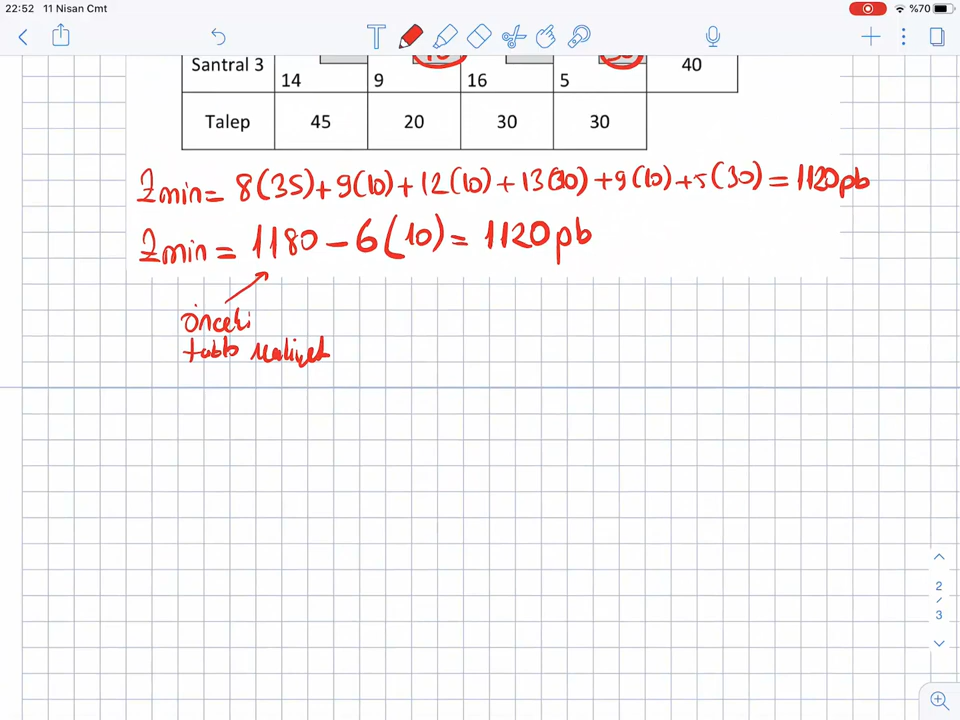 22:52 11 Nisan Cmt %70
T
Santral 3 14 9 10 16 5 30 40
Talep 45 20 30 30
Zmin = 8(35)+9(10)+12(10)+13(30)+9(10)+5(30)=1120pb
Zmin = 1180-6(10)=1120pb
önceki
tablo maliyet
2
3